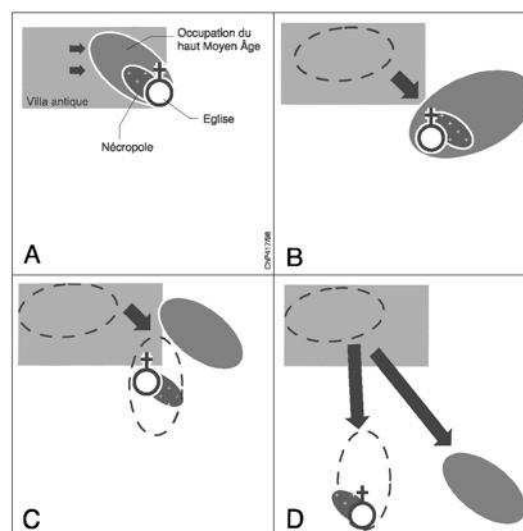 Occupation du
haut Moyen Âge
Villa antique
Eglise
Nécropole
A
B
C
D